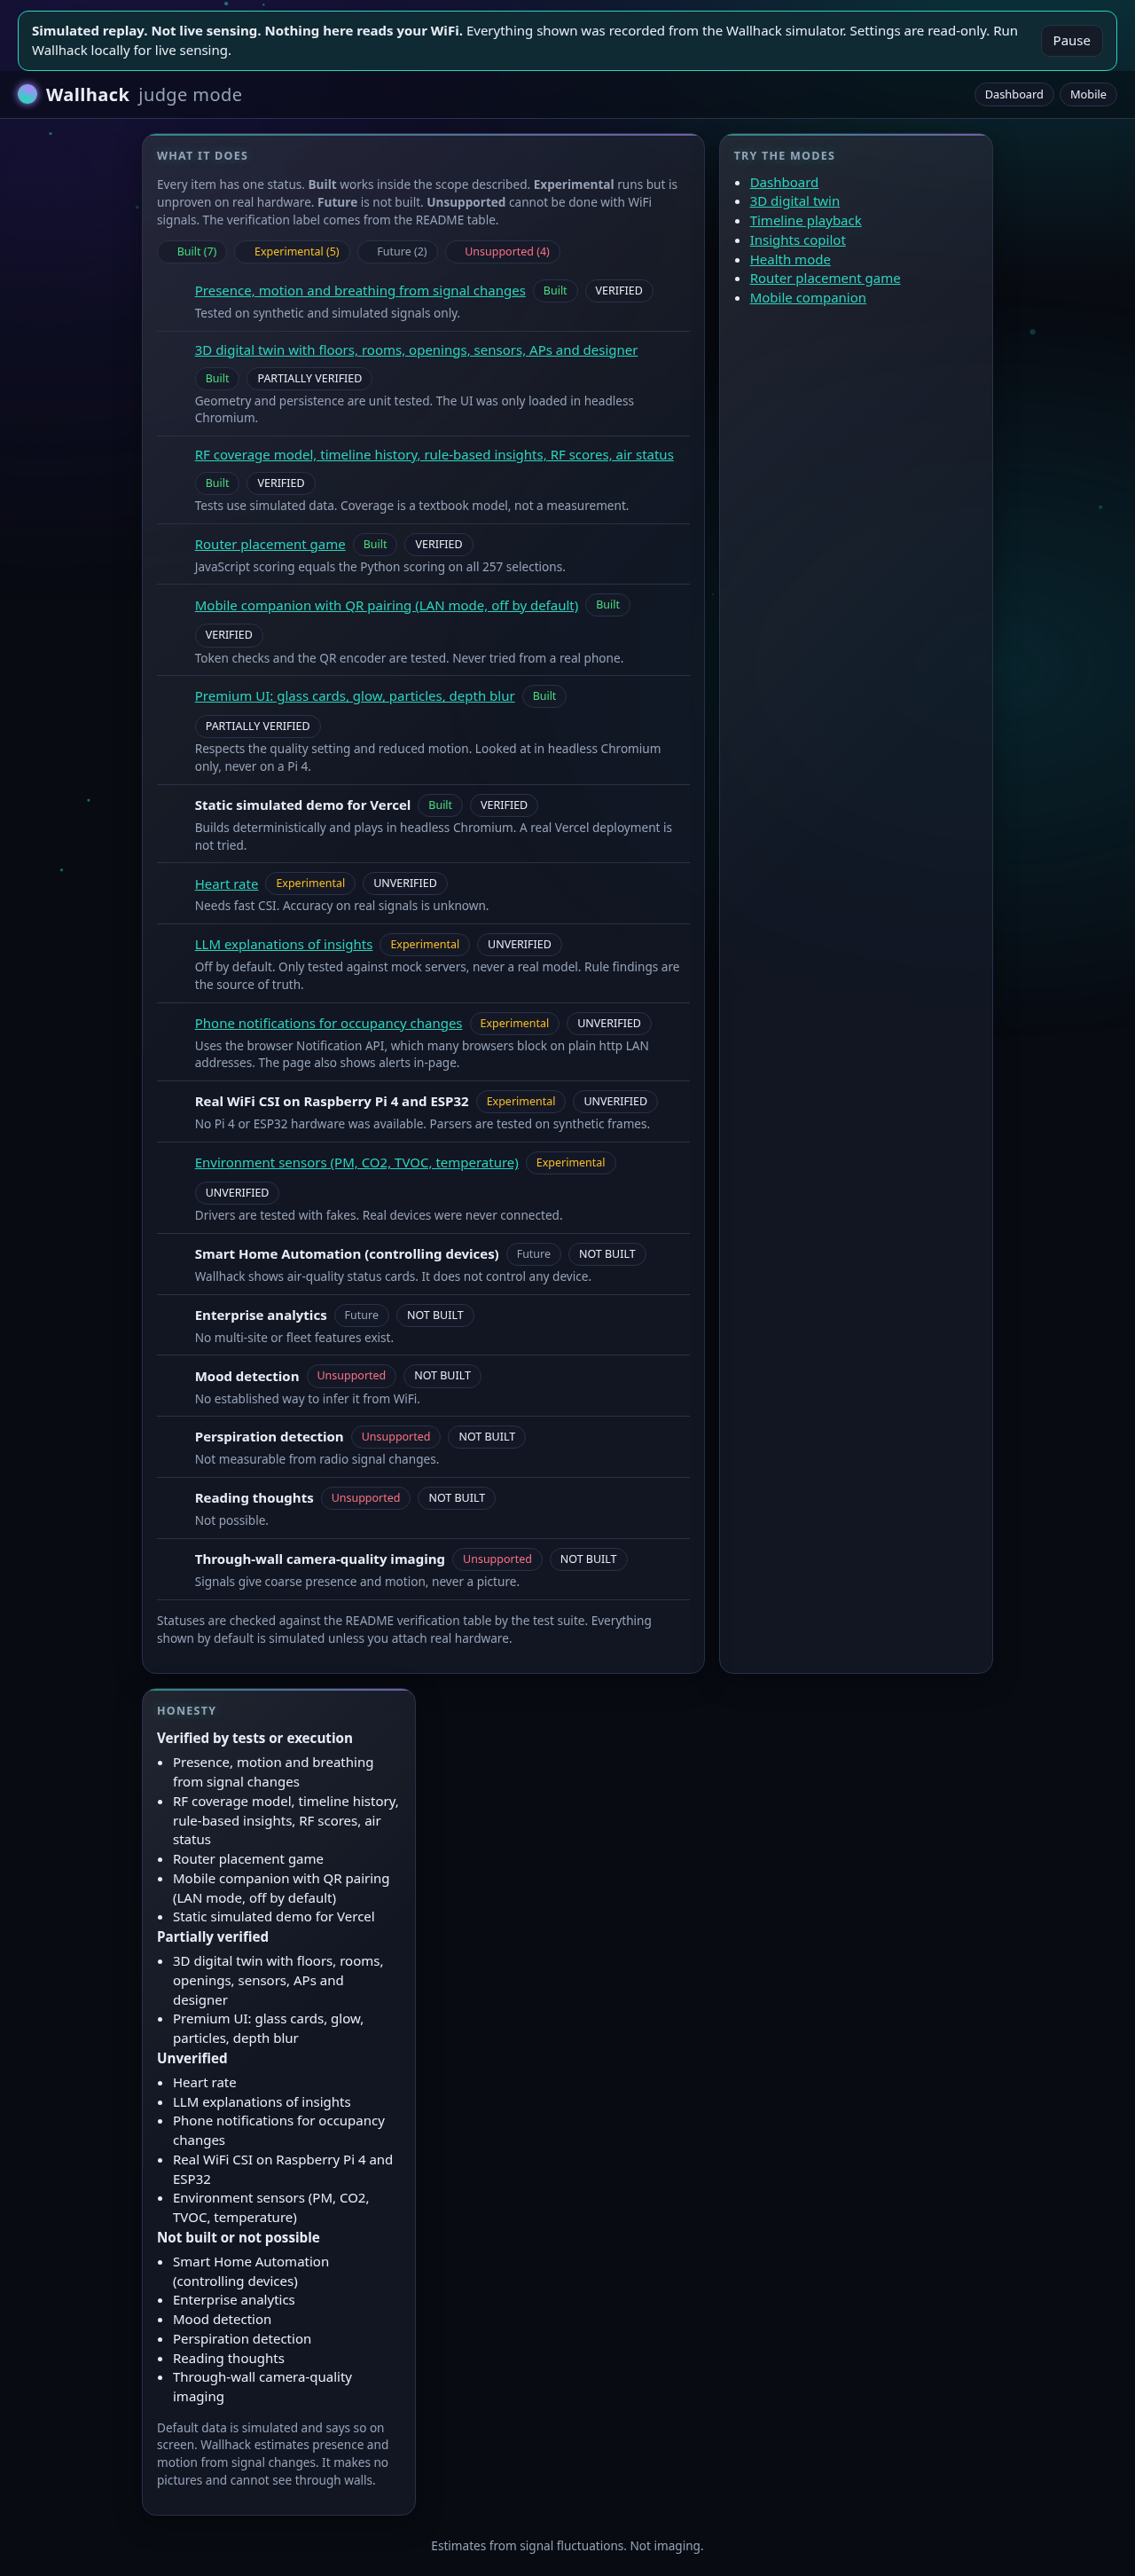 Simulated replay. Not live sensing. Nothing here reads your WiFi. Everything shown was recorded from the Wallhack simulator. Settings are read-only. Run
Wallhack locally for live sensing.
Pause
Wallhack judge mode
Dashboard
Mobile
WHAT IT DOES
Every item has one status. Built works inside the scope described. Experimental runs but is
unproven on real hardware. Future is not built. Unsupported cannot be done with WiFi
signals. The verification label comes from the README table.
Built (7)
Experimental (5)
Future (2)
Unsupported (4)
Presence, motion and breathing from signal changes Built VERIFIED
Tested on synthetic and simulated signals only.
3D digital twin with floors, rooms, openings, sensors, APs and designer
Built PARTIALLY VERIFIED
Geometry and persistence are unit tested. The UI was only loaded in headless
Chromium.
RF coverage model, timeline history, rule-based insights, RF scores, air status
Built VERIFIED
Tests use simulated data. Coverage is a textbook model, not a measurement.
Router placement game Built VERIFIED
JavaScript scoring equals the Python scoring on all 257 selections.
Mobile companion with QR pairing (LAN mode, off by default) Built
VERIFIED
Token checks and the QR encoder are tested. Never tried from a real phone.
Premium UI: glass cards, glow, particles, depth blur Built
PARTIALLY VERIFIED
Respects the quality setting and reduced motion. Looked at in headless Chromium
only, never on a Pi 4.
Static simulated demo for Vercel Built VERIFIED
Builds deterministically and plays in headless Chromium. A real Vercel deployment is
not tried.
Heart rate Experimental UNVERIFIED
Needs fast CSI. Accuracy on real signals is unknown.
LLM explanations of insights Experimental UNVERIFIED
Off by default. Only tested against mock servers, never a real model. Rule findings are
the source of truth.
Phone notifications for occupancy changes Experimental UNVERIFIED
Uses the browser Notification API, which many browsers block on plain http LAN
addresses. The page also shows alerts in-page.
Real WiFi CSI on Raspberry Pi 4 and ESP32 Experimental UNVERIFIED
No Pi 4 or ESP32 hardware was available. Parsers are tested on synthetic frames.
Environment sensors (PM, CO2, TVOC, temperature) Experimental
UNVERIFIED
Drivers are tested with fakes. Real devices were never connected.
Smart Home Automation (controlling devices) Future NOT BUILT
Wallhack shows air-quality status cards. It does not control any device.
Enterprise analytics Future NOT BUILT
No multi-site or fleet features exist.
Mood detection Unsupported NOT BUILT
No established way to infer it from WiFi.
Perspiration detection Unsupported NOT BUILT
Not measurable from radio signal changes.
Reading thoughts Unsupported NOT BUILT
Not possible.
Through-wall camera-quality imaging Unsupported NOT BUILT
Signals give coarse presence and motion, never a picture.
Statuses are checked against the README verification table by the test suite. Everything
shown by default is simulated unless you attach real hardware.
TRY THE MODES
Dashboard
3D digital twin
Timeline playback
Insights copilot
Health mode
Router placement game
Mobile companion
HONESTY
Verified by tests or execution
Presence, motion and breathing
from signal changes
RF coverage model, timeline history,
rule-based insights, RF scores, air
status
Router placement game
Mobile companion with QR pairing
(LAN mode, off by default)
Static simulated demo for Vercel
Partially verified
3D digital twin with floors, rooms,
openings, sensors, APs and
designer
Premium UI: glass cards, glow,
particles, depth blur
Unverified
Heart rate
LLM explanations of insights
Phone notifications for occupancy
changes
Real WiFi CSI on Raspberry Pi 4 and
ESP32
Environment sensors (PM, CO2,
TVOC, temperature)
Not built or not possible
Smart Home Automation
(controlling devices)
Enterprise analytics
Mood detection
Perspiration detection
Reading thoughts
Through-wall camera-quality
imaging
Default data is simulated and says so on
screen. Wallhack estimates presence and
motion from signal changes. It makes no
pictures and cannot see through walls.
Estimates from signal fluctuations. Not imaging.